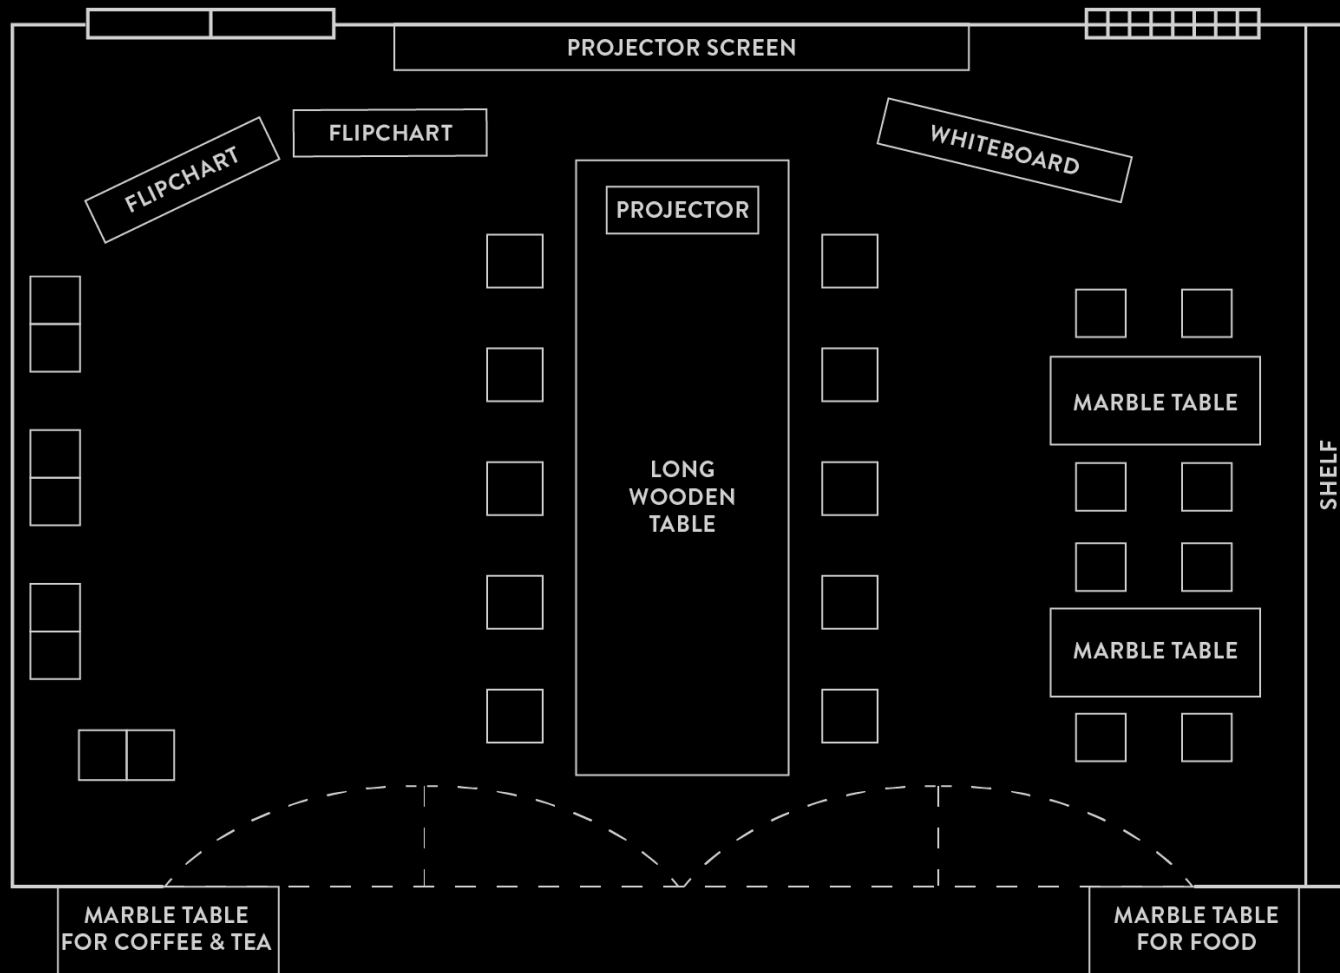 PROJECTOR SCREEN
FLIPCHART
FLIPCHART
WHITEBOARD
PROJECTOR
LONG
WOODEN
TABLE
MARBLE TABLE
MARBLE TABLE
SHELF
MARBLE TABLE
FOR COFFEE & TEA
MARBLE TABLE
FOR FOOD